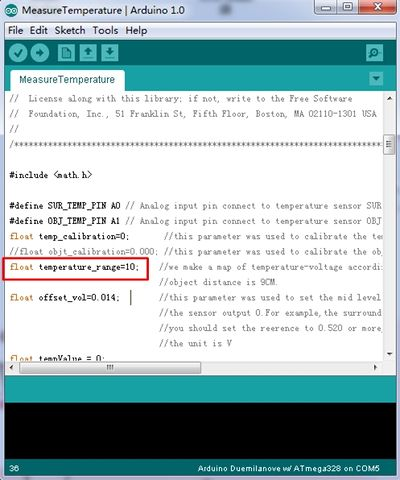 MeasureTemperature | Arduino 1.0
File Edit Sketch Tools Help
MeasureTemperature
// License along with this library: if not, write to the Free Software
// Foundation, Inc., 51 Franklin St, Fifth Floor, Boston, MA 02110-1301 USA
//
/*******************************************************************************
#include <math.h>
#define SUR_TEMP_PIN A0 // Analog input pin connect to temperature sensor SUR
#define OBJ_TEMP_PIN A1 // Analog input pin connect to temperature sensor OBJ
float temp_calibration=0; //this parameter was used to calibrate the tem
//float objt_calibration=0.000; //this parameter was used to calibrate the obj
float temperature_range=10; //we make a map of temperature-voltage accordi
//object distance is 9CM.
float offset_vol=0.014; //this parameter was used to set the mid level
//the sensor output 0.For example,the surround
//you should set the reerence to 0.520 or more,
//the unit is V
float tempValue = 0;
36 Arduino Duemilanove w/ ATmega328 on COM5